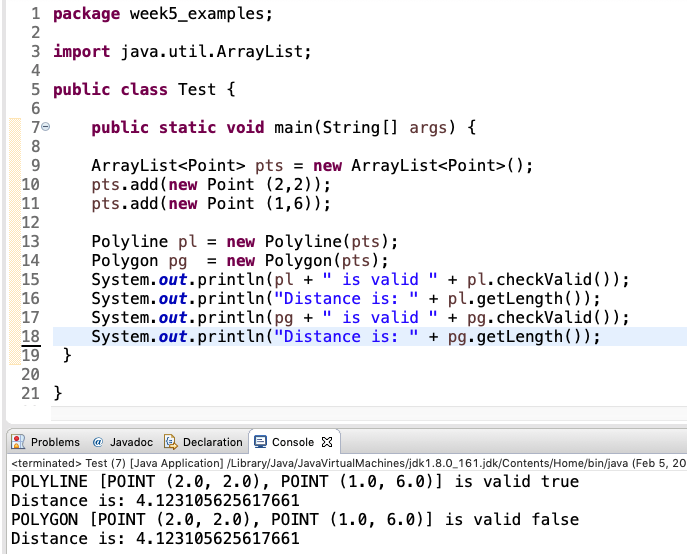 1 package week5_examples;
2
3 import java.util.ArrayList;
4
5 public class Test {
6
7 public static void main(String[] args) {
8
9 ArrayList<Point> pts = new ArrayList<Point>();
10 pts.add(new Point (2,2));
11 pts.add(new Point (1,6));
12
13 Polyline pl = new Polyline(pts);
14 Polygon pg  = new Polygon(pts);
15 System.out.println(pl + " is valid " + pl.checkValid());
16 System.out.println("Distance is: " + pl.getLength());
17 System.out.println(pg + " is valid " + pg.checkValid());
18 System.out.println("Distance is: " + pg.getLength());
19 }
20
21 }
Problems @ Javadoc Declaration Console
<terminated> Test (7) [Java Application] /Library/Java/JavaVirtualMachines/jdk1.8.0_161.jdk/Contents/Home/bin/java (Feb 5, 20
POLYLINE [POINT (2.0, 2.0), POINT (1.0, 6.0)] is valid true
Distance is: 4.123105625617661
POLYGON [POINT (2.0, 2.0), POINT (1.0, 6.0)] is valid false
Distance is: 4.123105625617661